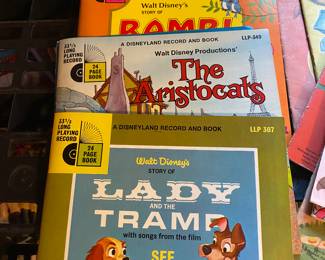 Walt Disney's
STORY OF
BAMBI
33⅓
LONG
PLAYING
RECORD
24
PAGE
BOOK
A DISNEYLAND RECORD AND BOOK
LLP-349
Walt Disney Productions'
The
Aristocats
33⅓
LONG
PLAYING
RECORD
24
PAGE
BOOK
A DISNEYLAND RECORD AND BOOK
LLP 307
Walt Disney's
STORY OF
LADY
AND THE
TRAMP
with songs from the film
SEE